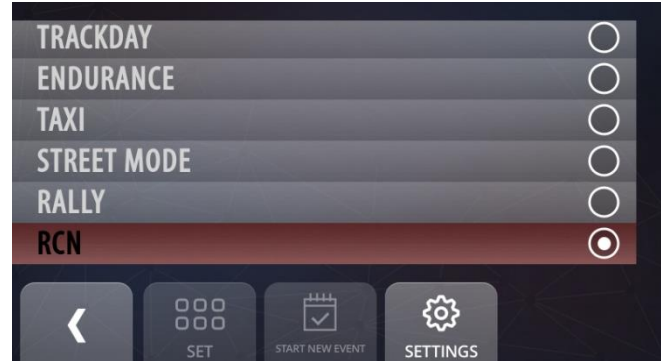 TRACKDAY
ENDURANCE
TAXI
STREET MODE
RALLY
RCN
SET
START NEW EVENT
SETTINGS